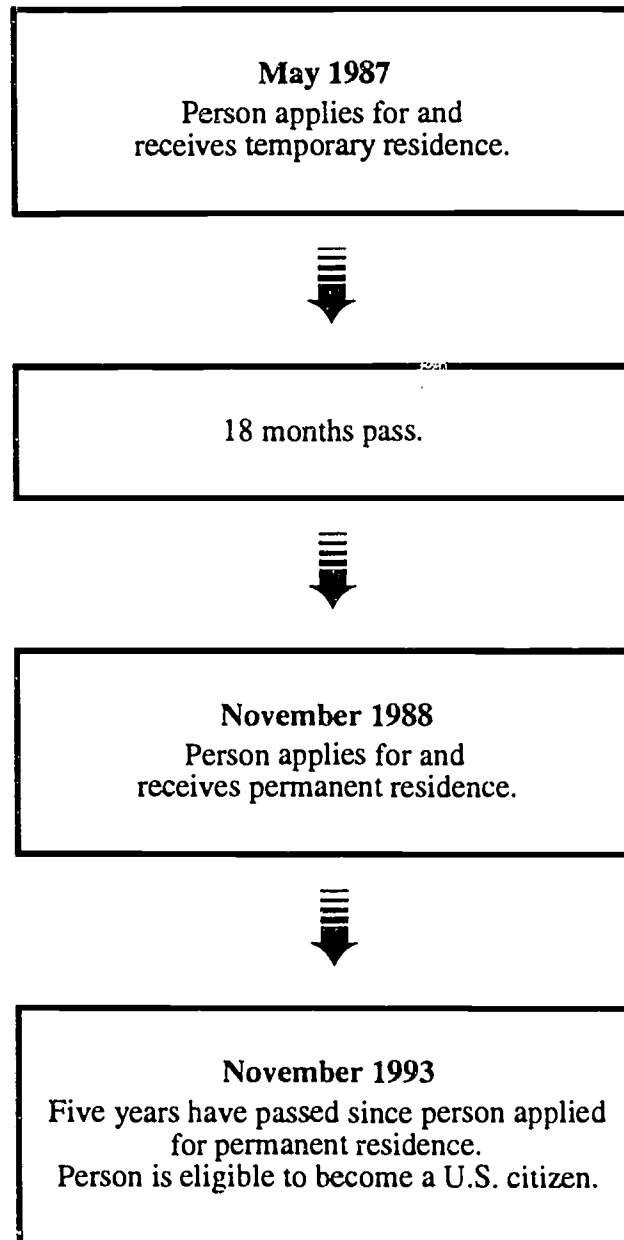 May 1987
Person applies for and
receives temporary residence.
18 months pass.
November 1988
Person applies for and
receives permanent residence.
November 1993
Five years have passed since person applied
for permanent residence.
Person is eligible to become a U.S. citizen.